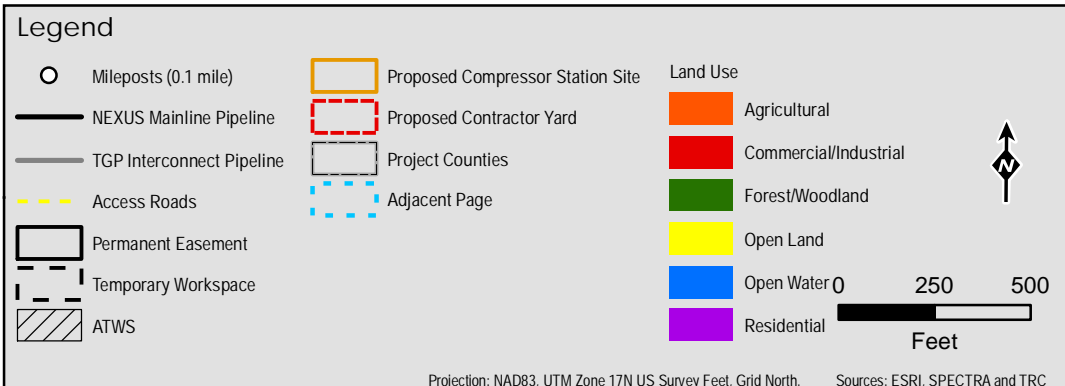 Legend
Mileposts (0.1 mile)
NEXUS Mainline Pipeline
TGP Interconnect Pipeline
Access Roads
Permanent Easement
Temporary Workspace
ATWS
Proposed Compressor Station Site
Proposed Contractor Yard
Project Counties
Adjacent Page
Land Use
Agricultural
Commercial/Industrial
Forest/Woodland
Open Land
Open Water
Residential
N
0 250 500
Feet
Projection: NAD83, UTM Zone 17N US Survey Feet, Grid North. Sources: ESRI, SPECTRA and TRC